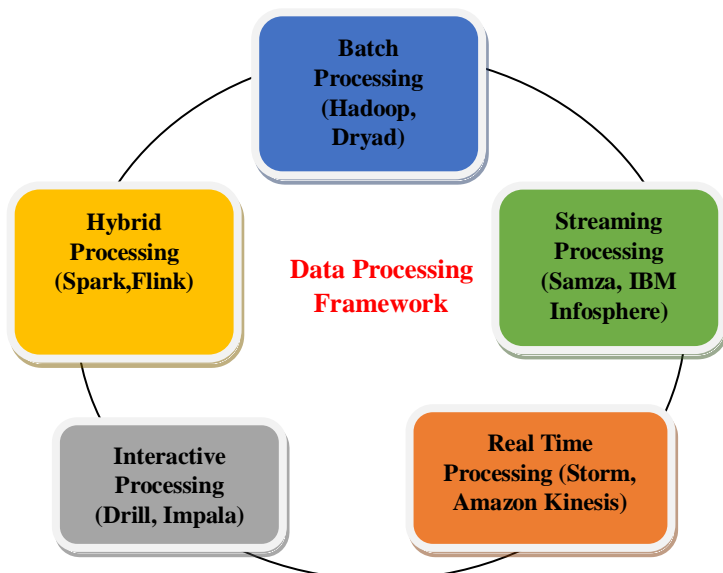 Batch
Processing
(Hadoop,
Dryad)
Hybrid
Processing
(Spark,Flink)
Data Processing
Framework
Streaming
Processing
(Samza, IBM
Infosphere)
Interactive
Processing
(Drill, Impala)
Real Time
Processing (Storm,
Amazon Kinesis)